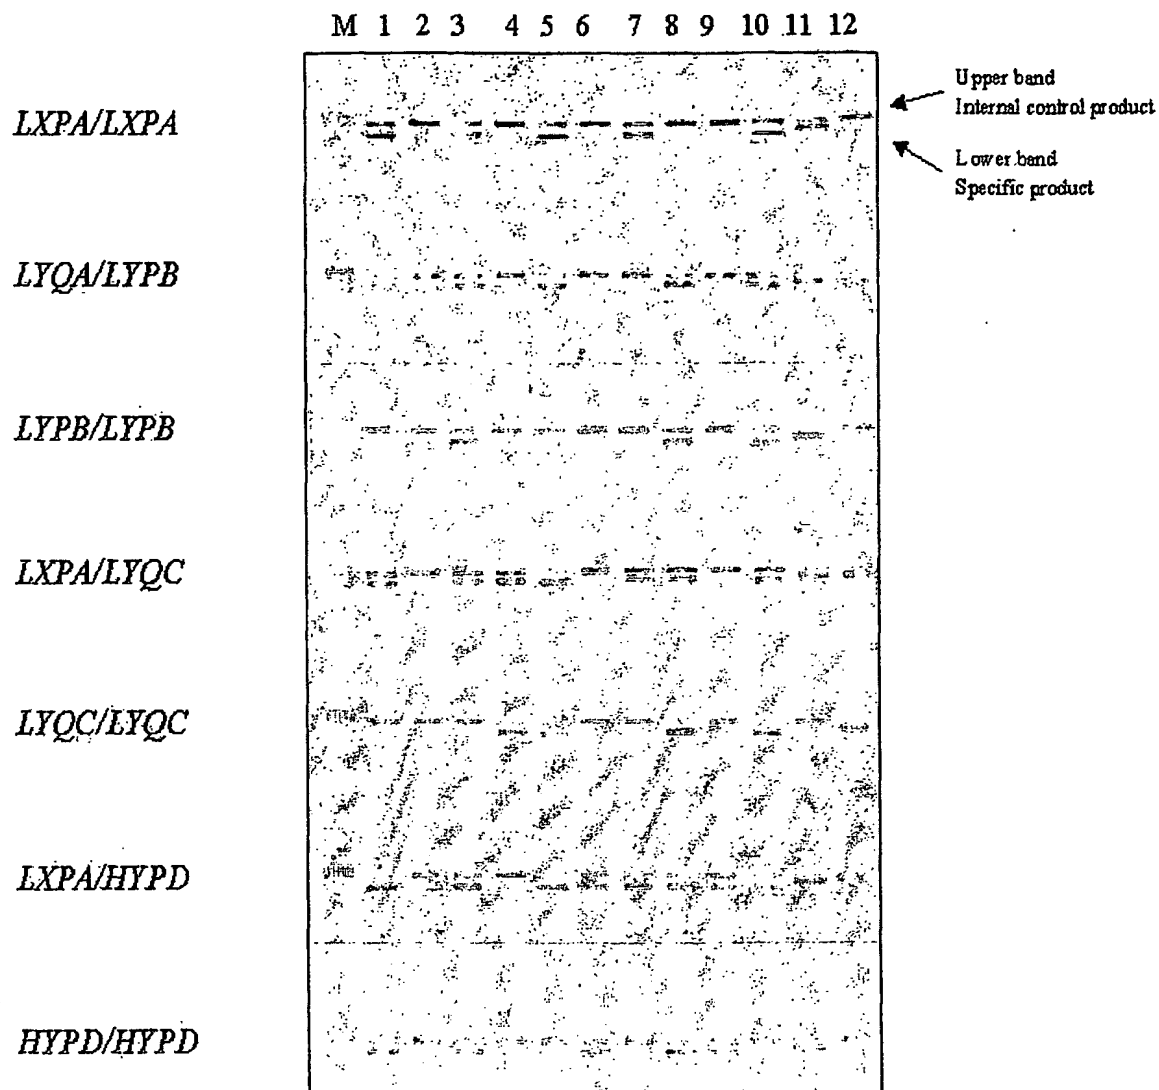 M 1 2 3 4 5 6 7 8 9 10 11 12
Upper band
Internal control product
LXPA/LXPA
Lower band
Specific product
LYQA/LYPB
LYPB/LYPB
LXPA/LYQC
LYQC/LYQC
LXPA/HYPD
HYPD/HYPD